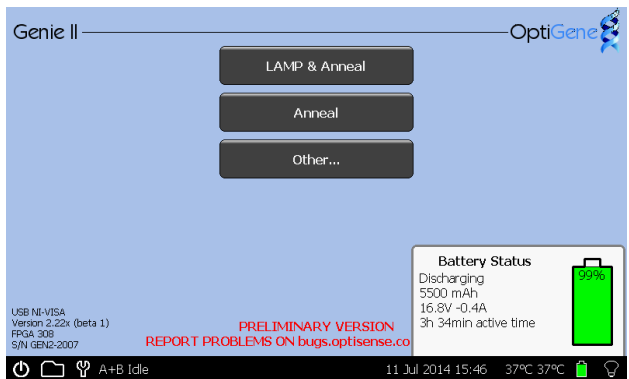 Genie II
OptiGene
LAMP & Anneal
Anneal
Other...
Battery Status
Discharging
5500 mAh
16.8V -0.4A
3h 34min active time
99%
USB NI-VISA
Version 2.22x (beta 1)
FPGA 308
S/N GEN2-2007
PRELIMINARY VERSION
REPORT PROBLEMS ON bugs.optisense.co
A+B Idle
11 Jul 2014 15:46
37°C 37°C